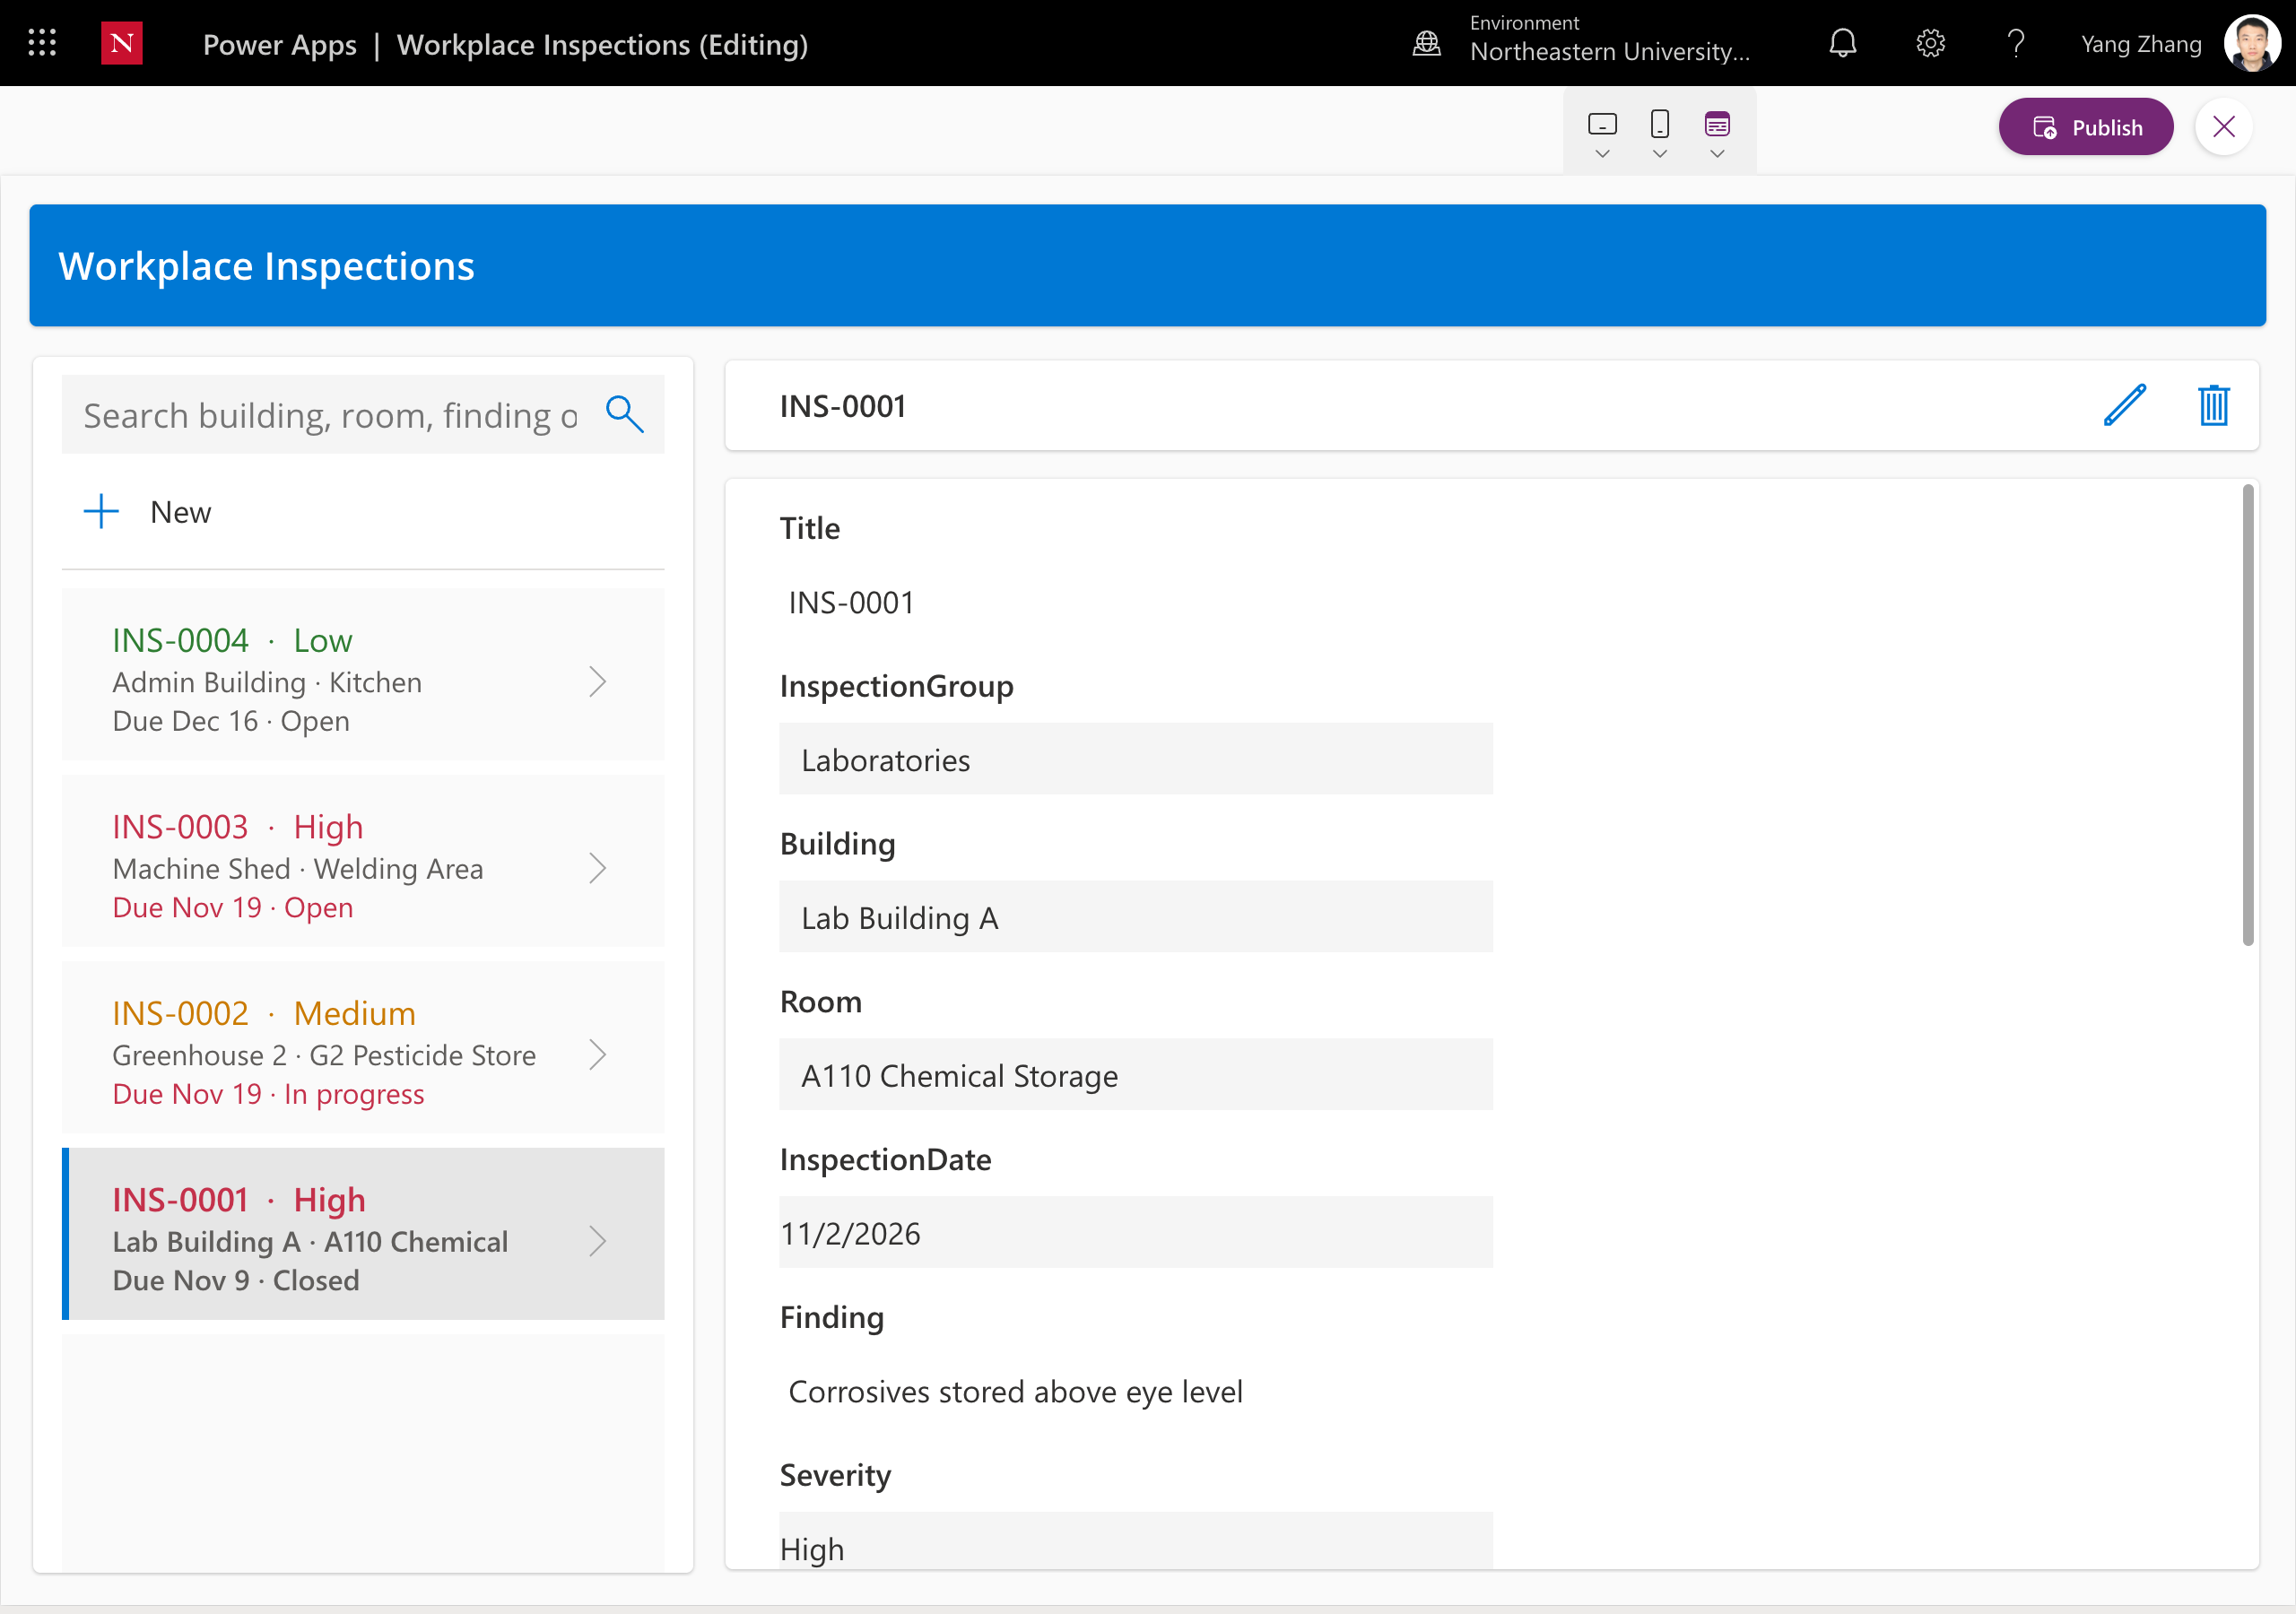 N
Power Apps | Workplace Inspections (Editing)
Environment
Northeastern University...
?
Yang Zhang
Publish
Workplace Inspections
Search building, room, finding o
New
INS-0004 · Low
Admin Building · Kitchen
Due Dec 16 · Open
INS-0003 · High
Machine Shed · Welding Area
Due Nov 19 · Open
INS-0002 · Medium
Greenhouse 2 · G2 Pesticide Store
Due Nov 19 · In progress
INS-0001 · High
Lab Building A · A110 Chemical
Due Nov 9 · Closed
INS-0001
Title
INS-0001
InspectionGroup
Laboratories
Building
Lab Building A
Room
A110 Chemical Storage
InspectionDate
11/2/2026
Finding
Corrosives stored above eye level
Severity
High